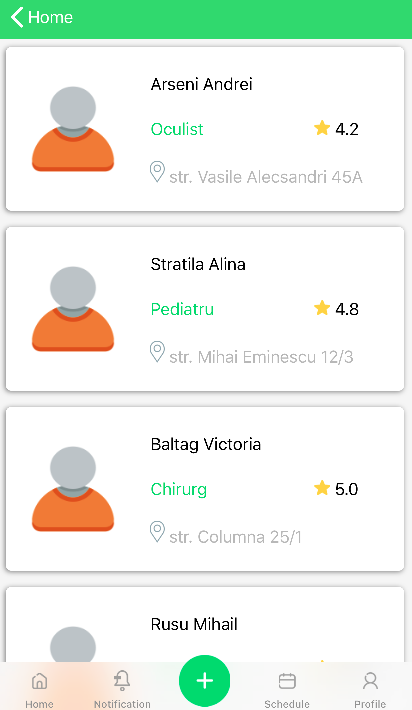 Home
Arseni Andrei
Oculist 4.2
str. Vasile Alecsandri 45A
Stratila Alina
Pediatru 4.8
str. Mihai Eminescu 12/3
Baltag Victoria
Chirurg 5.0
str. Columna 25/1
Rusu Mihail
Home Notification Schedule Profile